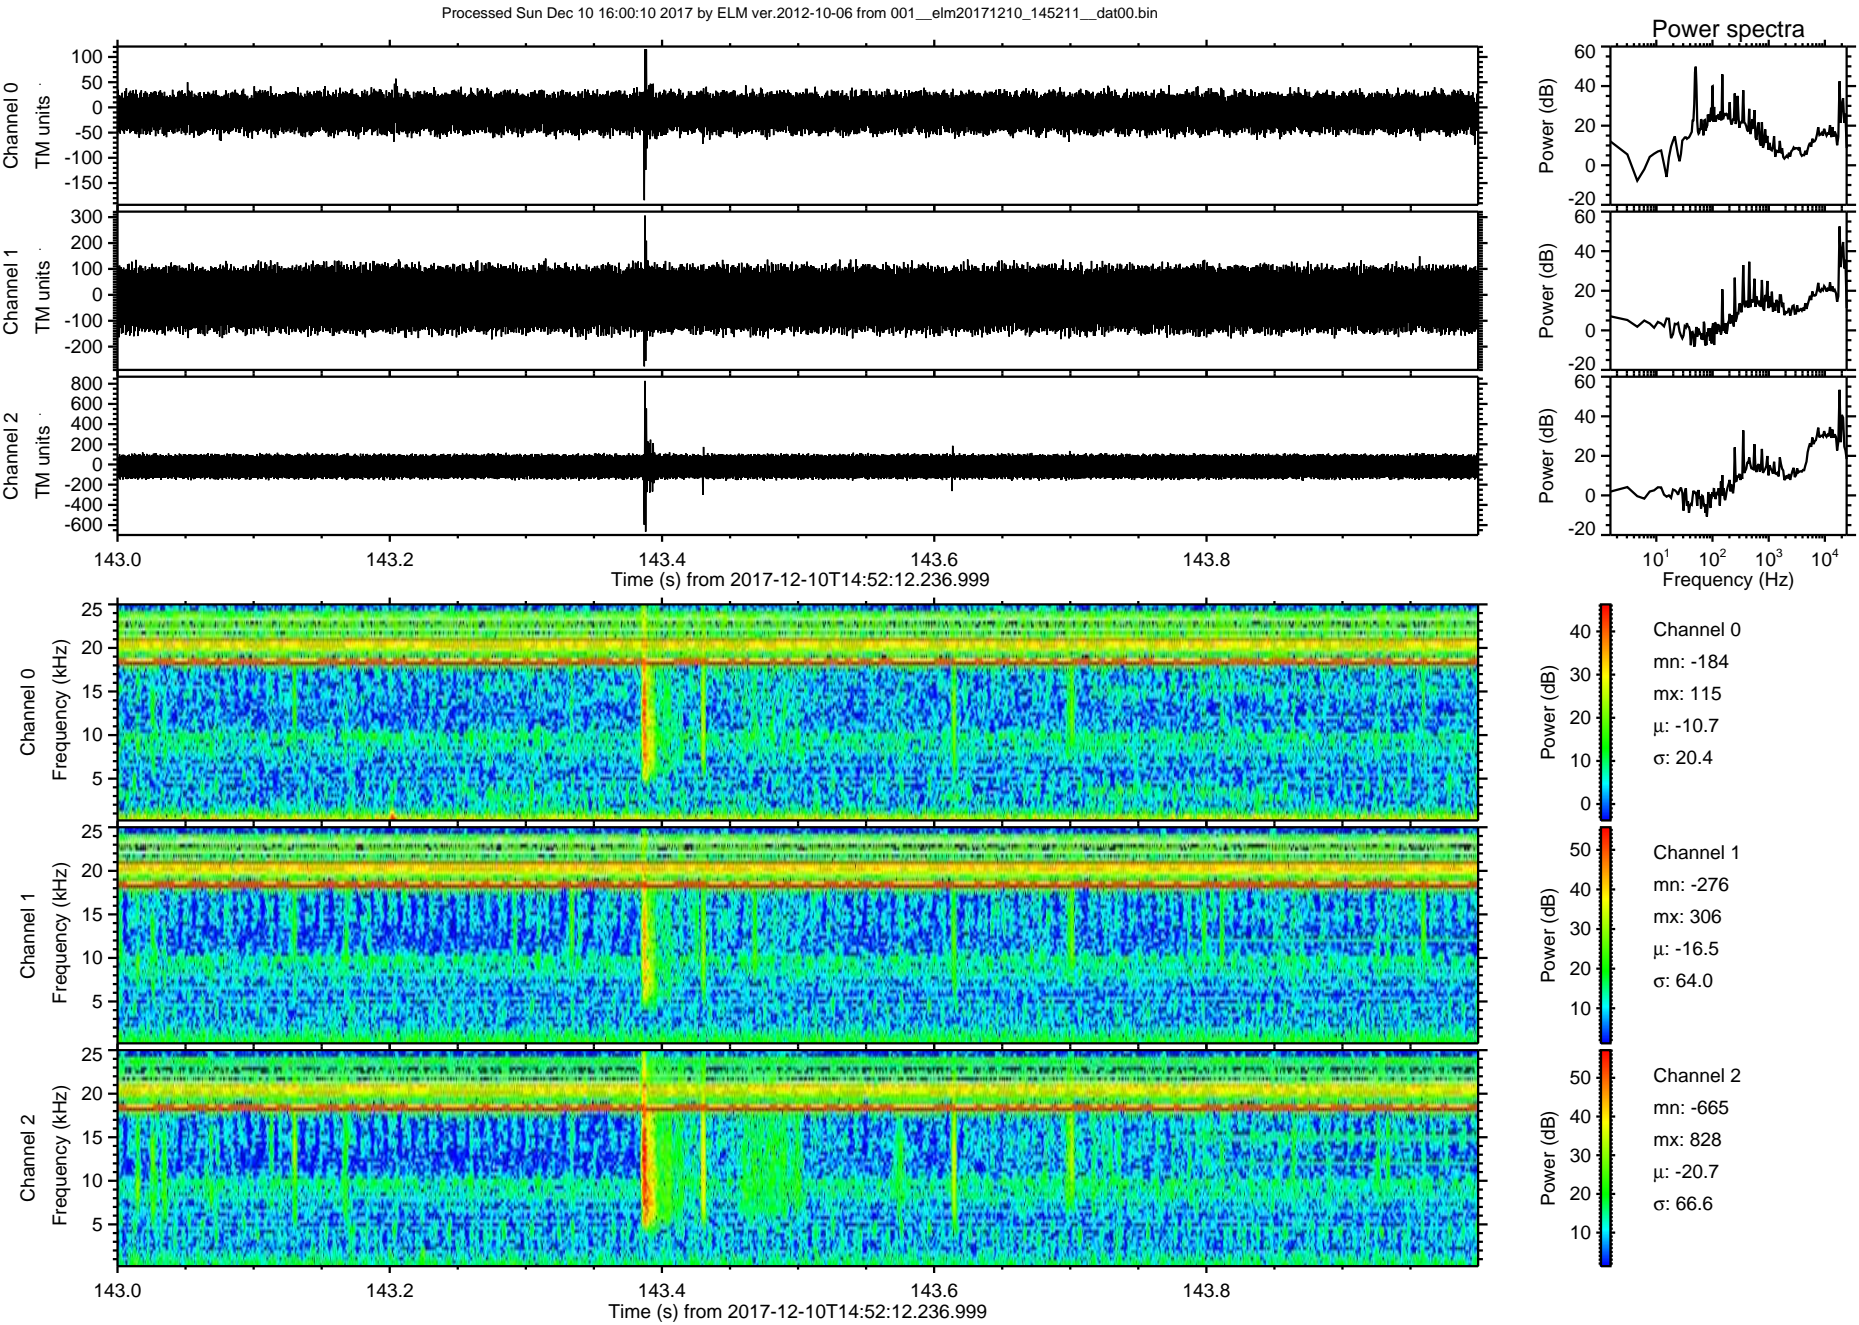 Processed Sun Dec 10 16:00:10 2017 by ELM ver.2012-10-06 from 001__elm20171210_145211__dat00.bin
Power spectra
Channel 0
TM units
100
50
0
-50
-100
-150
Power (dB)
60
40
20
0
-20
Channel 1
TM units
300
200
100
0
-100
-200
Power (dB)
60
40
20
0
-20
Channel 2
TM units
800
600
400
200
0
-200
-400
-600
Power (dB)
60
40
20
0
-20
143.0 143.2 143.4 143.6 143.8
Time (s) from 2017-12-10T14:52:12.236.999
10¹ 10² 10³ 10⁴
Frequency (Hz)
Channel 0
Frequency (kHz)
25
20
15
10
5
Power (dB)
40
30
20
10
0
Channel 0
mn: -184
mx: 115
μ: -10.7
σ: 20.4
Channel 1
Frequency (kHz)
25
20
15
10
5
Power (dB)
50
40
30
20
10
Channel 1
mn: -276
mx: 306
μ: -16.5
σ: 64.0
Channel 2
Frequency (kHz)
25
20
15
10
5
Power (dB)
50
40
30
20
10
Channel 2
mn: -665
mx: 828
μ: -20.7
σ: 66.6
143.0 143.2 143.4 143.6 143.8
Time (s) from 2017-12-10T14:52:12.236.999